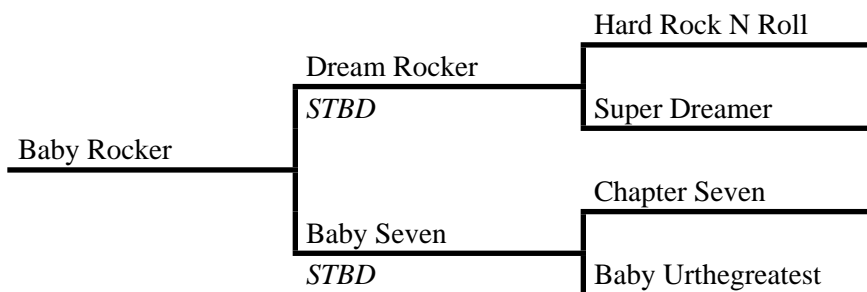 Hard Rock N Roll
Dream Rocker
STBD
Super Dreamer
Baby Rocker
Chapter Seven
Baby Seven
STBD
Baby Urthegreatest